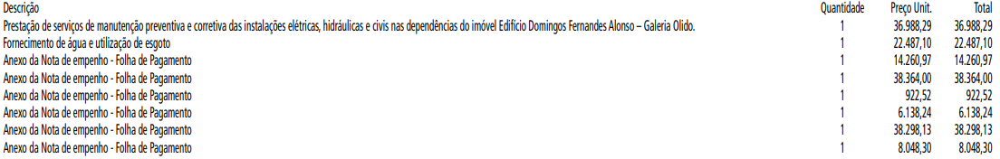 Descrição Quantidade Preço Unit. Total
Prestação de serviços de manutenção preventiva e corretiva das instalações elétricas, hidráulicas e civis nas dependências do imóvel Edifício Domingos Fernandes Alonso – Galeria Olido. 1 36.988,29 36.988,29
Fornecimento de água e utilização de esgoto 1 22.487,10 22.487,10
Anexo da Nota de empenho - Folha de Pagamento 1 14.260,97 14.260,97
Anexo da Nota de empenho - Folha de Pagamento 1 38.364,00 38.364,00
Anexo da Nota de empenho - Folha de Pagamento 1 922,52 922,52
Anexo da Nota de empenho - Folha de Pagamento 1 6.138,24 6.138,24
Anexo da Nota de empenho - Folha de Pagamento 1 38.298,13 38.298,13
Anexo da Nota de empenho - Folha de Pagamento 1 8.048,30 8.048,30